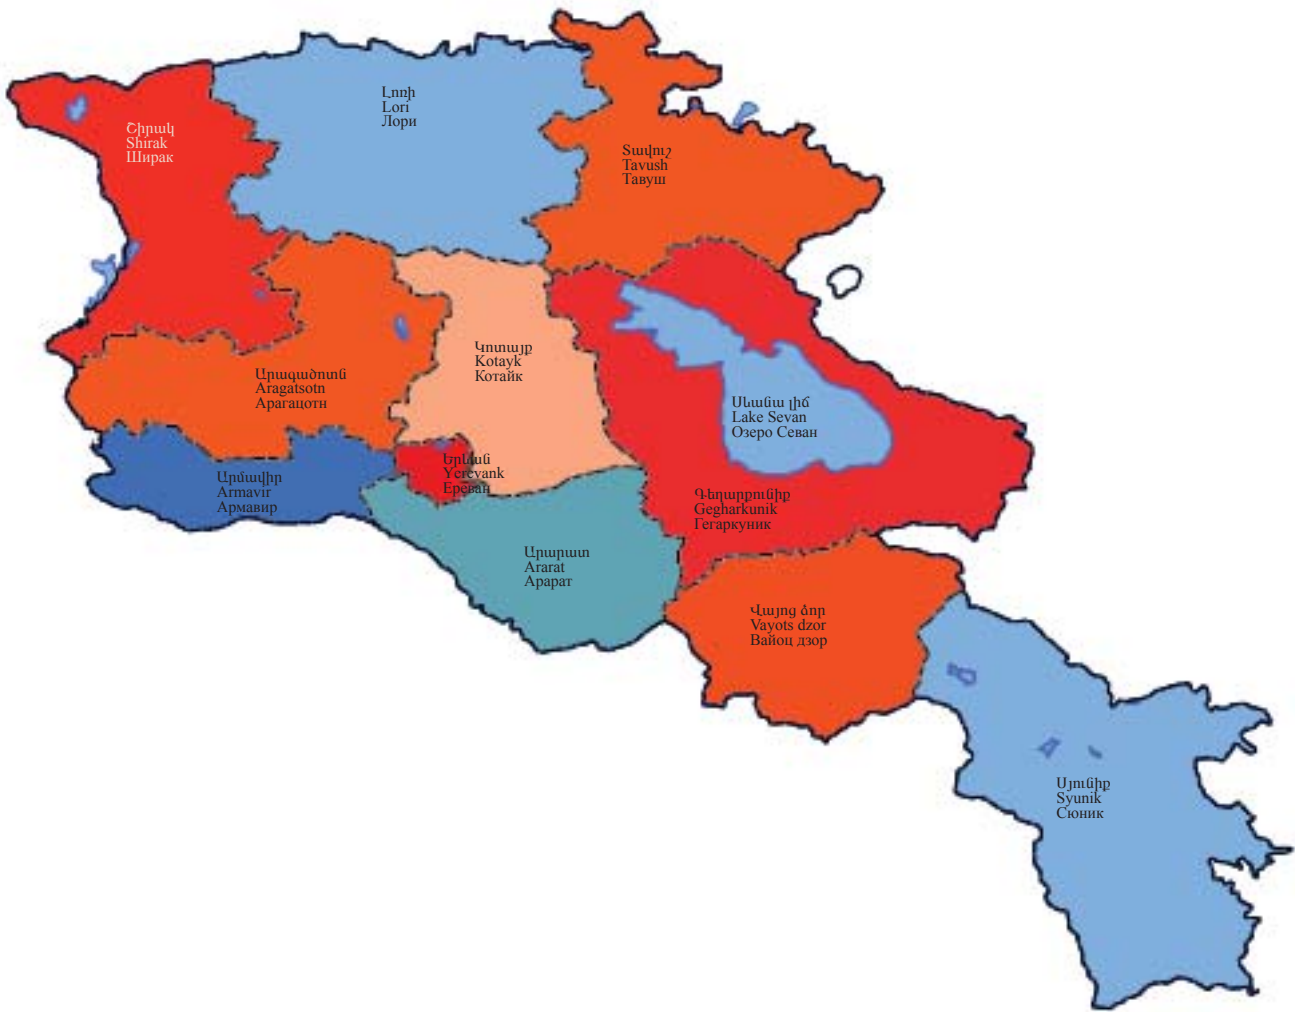 Լոռի
Lori
Лори
Շիրակ
Shirak
Ширак
Տավուշ
Tavush
Тавуш
Կոտայք
Kotayk
Котайк
Արագածոտն
Aragatsotn
Арагацотн
Սևանա լիճ
Lake Sevan
Озеро Севан
Երևան
Yerevank
Ереван
Արմավիր
Armavir
Армавир
Գեղարքունիք
Gegharkunik
Гегаркуник
Արարատ
Ararat
Арарат
Վայոց ձոր
Vayots dzor
Вайоц дзор
Սյունիք
Syunik
Сюник